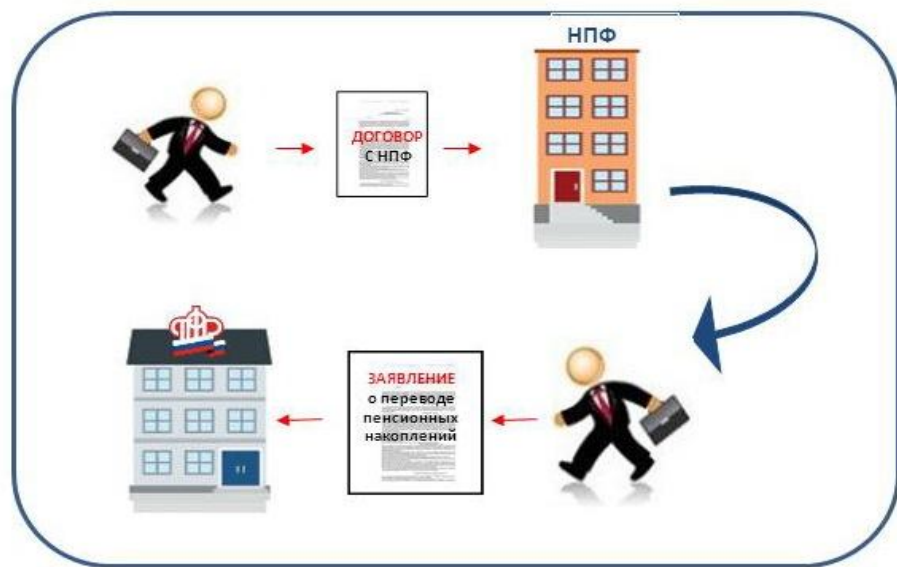 НПФ
ДОГОВОР
С НПФ
ЗАЯВЛЕНИЕ
о переводе
пенсионных
накоплений